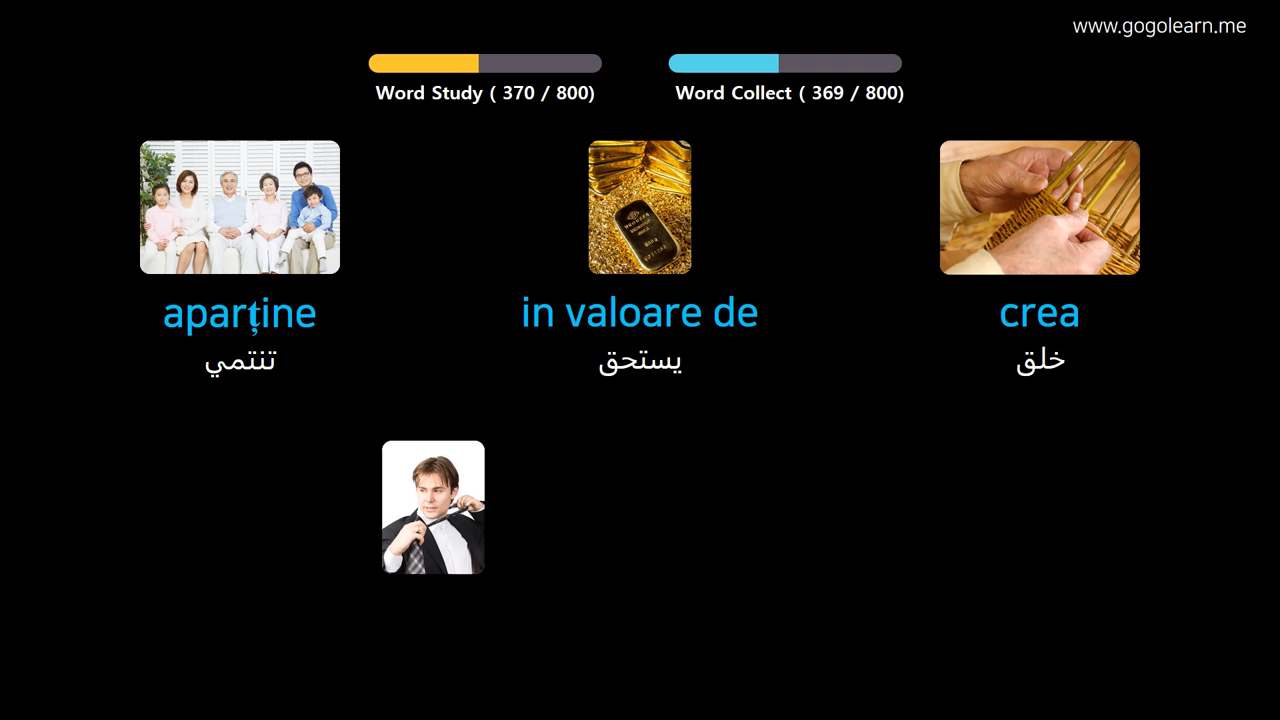 www.gogolearn.me
Word Study ( 370 / 800)
Word Collect ( 369 / 800)
aparține
in valoare de
crea
تنتمي
يستحق
خلق